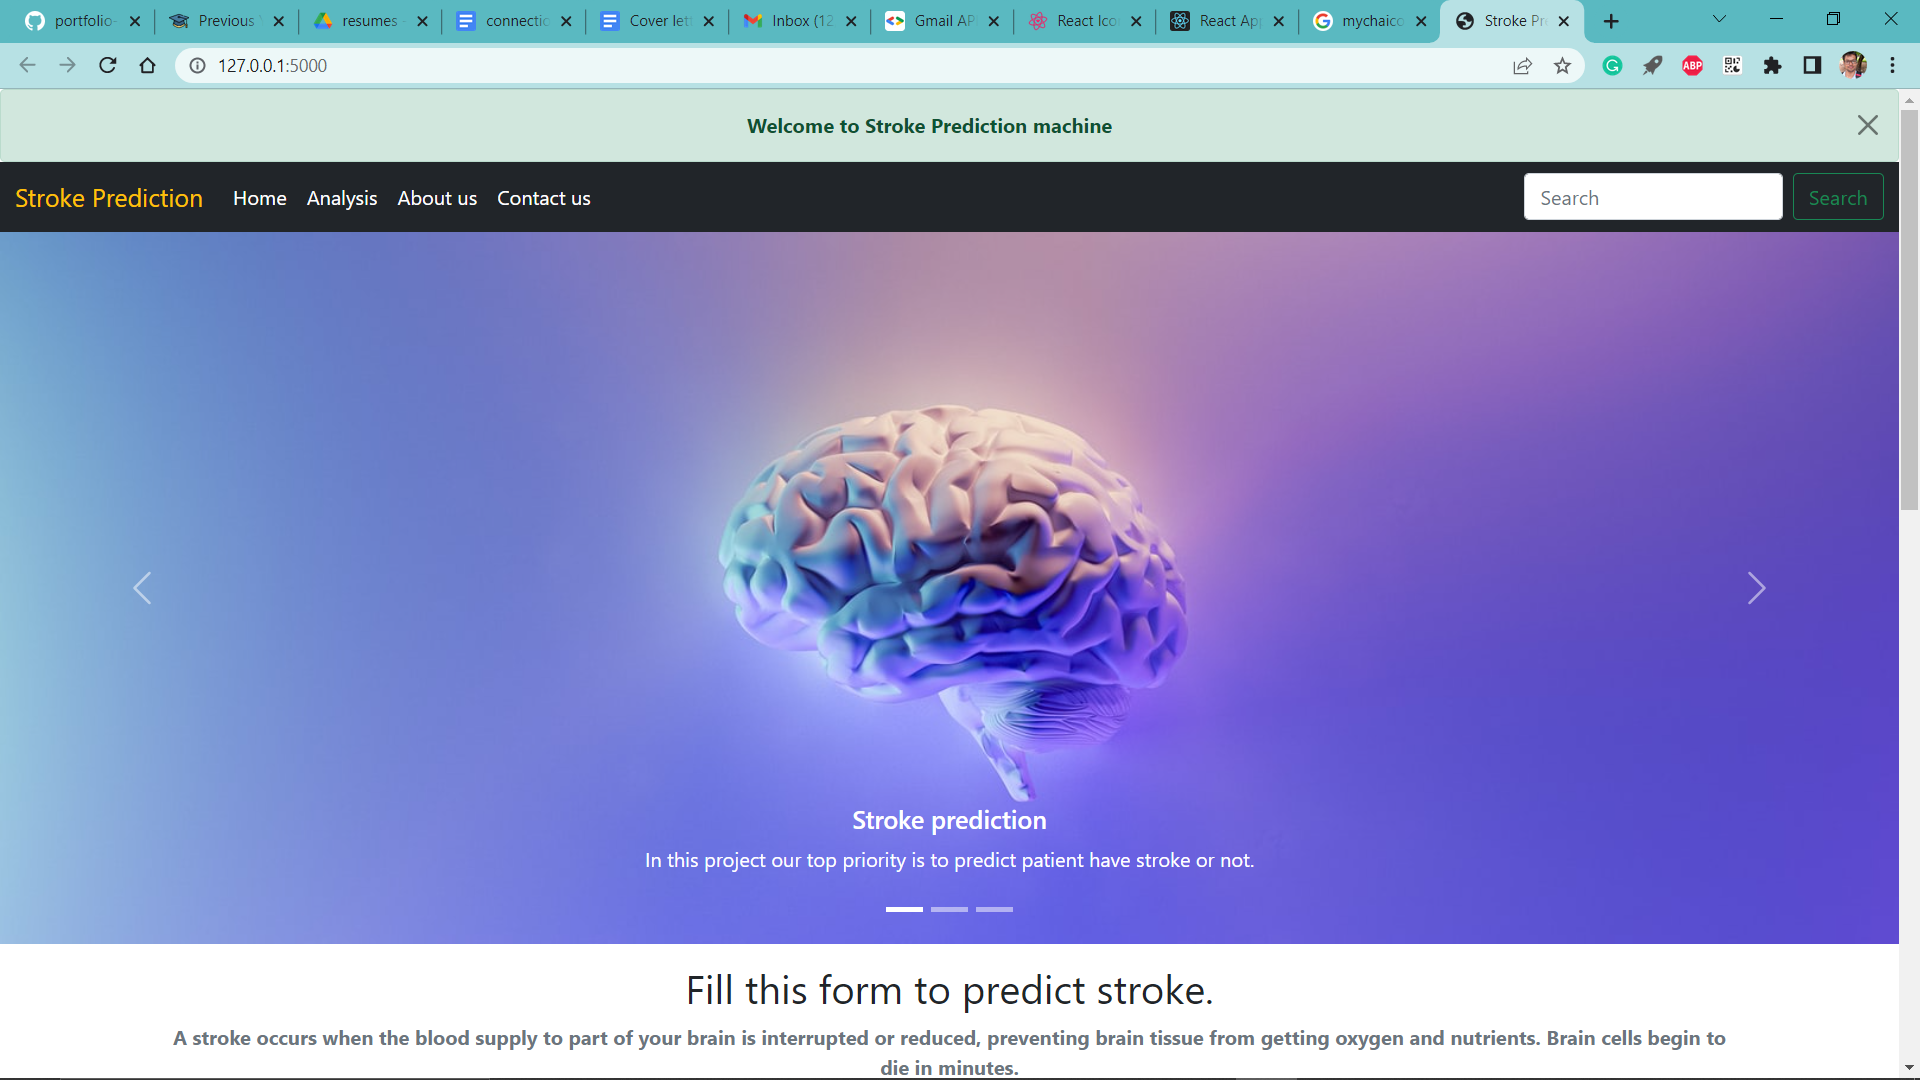 portfolio-
Previous
resumes -
connectio
Cover lett
Inbox (12
Gmail AP
React Ico
React App
mychaico
Stroke Pr
127.0.0.1:5000
ABP
Welcome to Stroke Prediction machine
Stroke Prediction Home Analysis About us Contact us Search Search
Stroke prediction
In this project our top priority is to predict patient have stroke or not.
Fill this form to predict stroke.
A stroke occurs when the blood supply to part of your brain is interrupted or reduced, preventing brain tissue from getting oxygen and nutrients. Brain cells begin to
die in minutes.